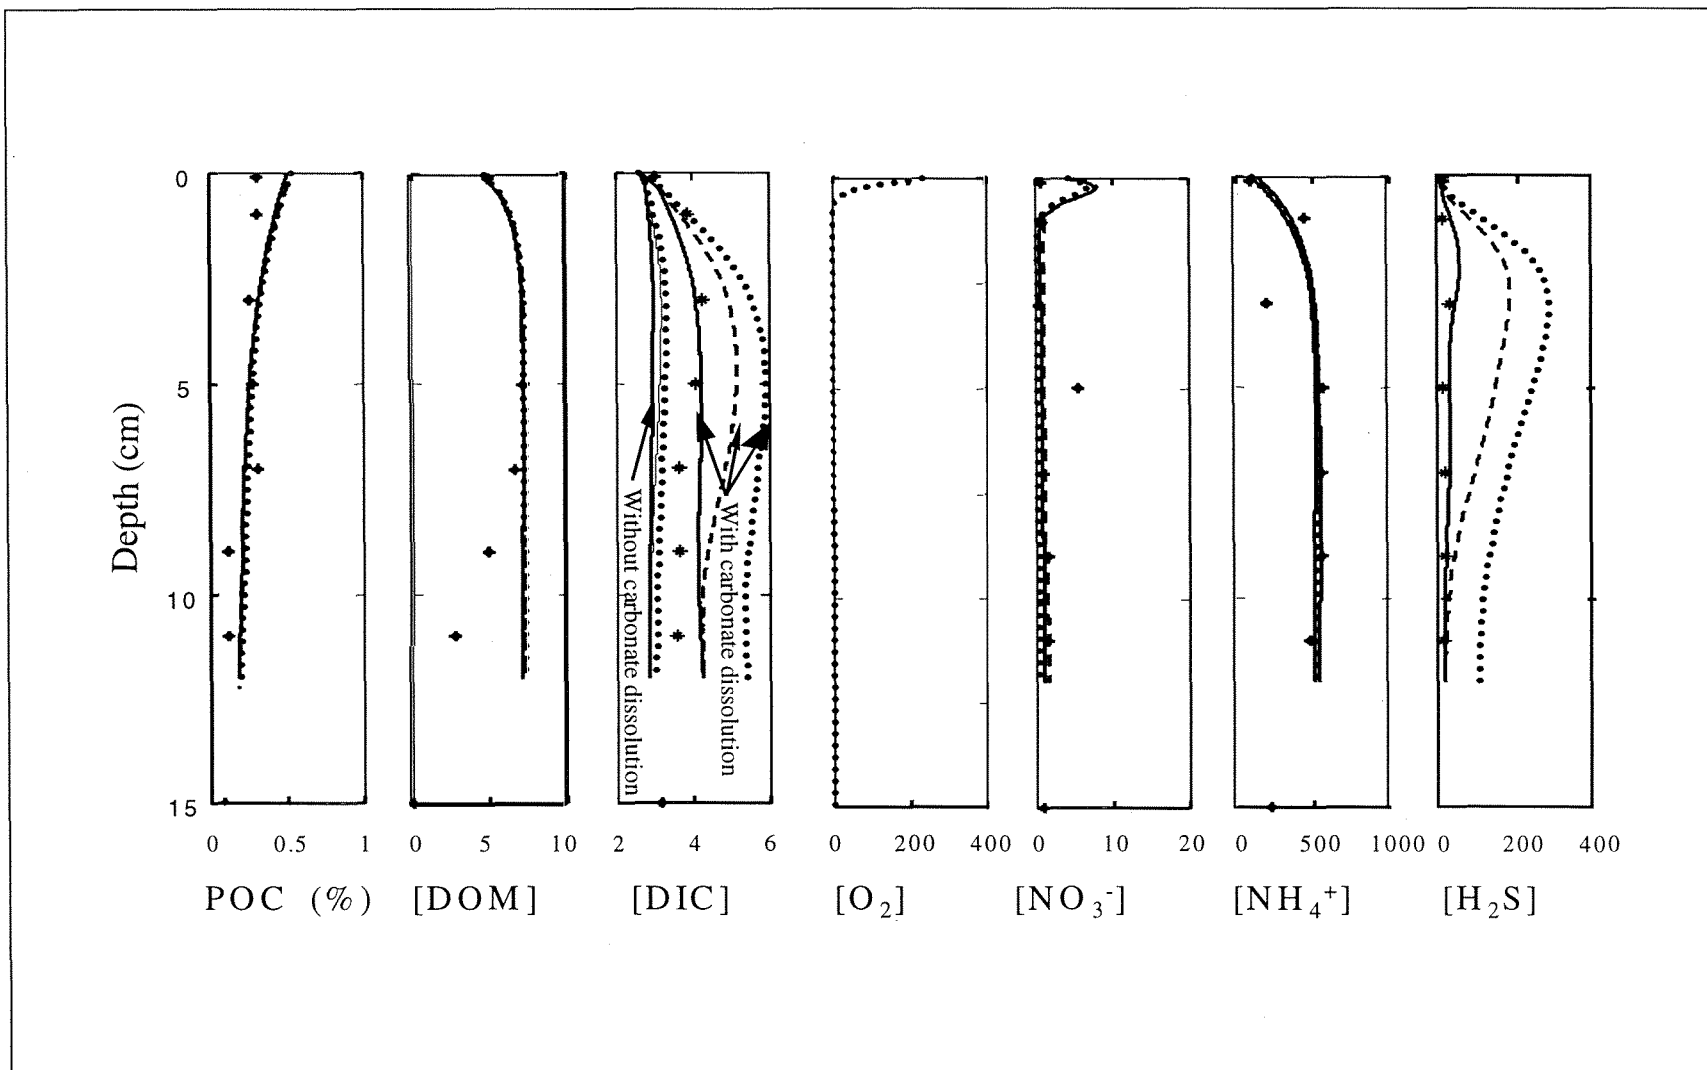 0
5
10
15
Depth (cm)
Without carbonate dissolution
With carbonate dissolution
0 0.5 1
0 5 10
2 4 6
0 200 400
0 10 20
0 500 1000
0 200 400
POC (%)
[DOM]
[DIC]
[O₂]
[NO₃⁻]
[NH₄⁺]
[H₂S]